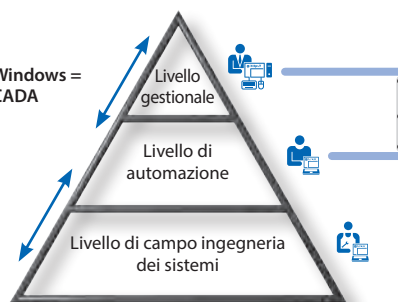 Windows =
CADA
Livello
gestionale
Livello di
automazione
Livello di campo ingegneria
dei sistemi